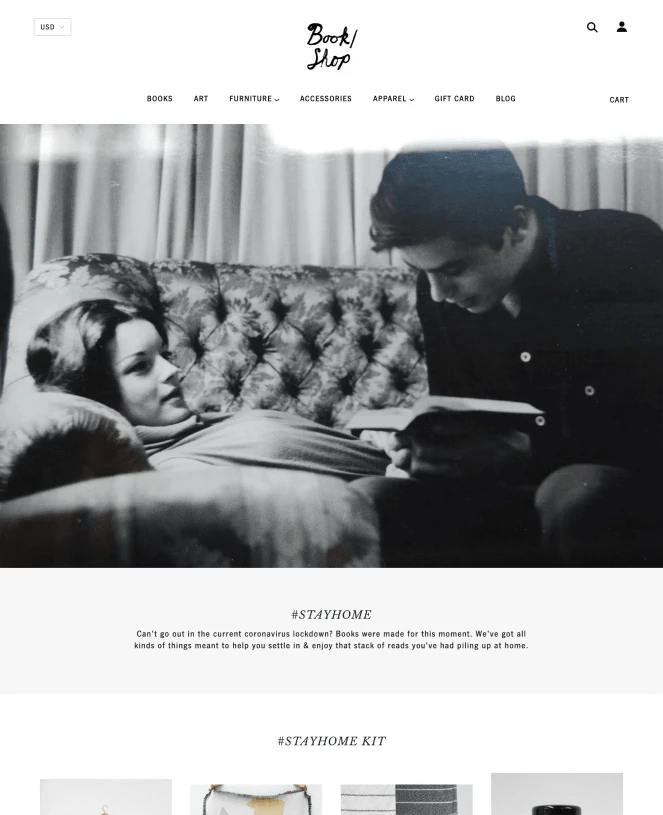 USD
Book/
Shop
BOOKS ART FURNITURE ACCESSORIES APPAREL GIFT CARD BLOG CART
#STAYHOME
Can't go out in the current coronavirus lockdown? Books were made for this moment. We've got all
kinds of things meant to help you settle in & enjoy that stack of reads you've had piling up at home.
#STAYHOME KIT